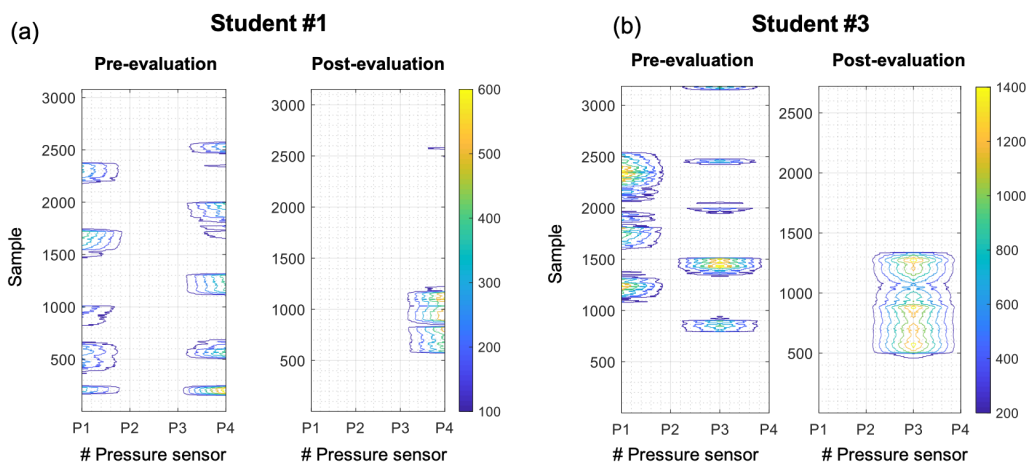 (a)
Student #1
Pre-evaluation
Post-evaluation
3000
2500
2000
1500
1000
500
P1 P2 P3 P4
# Pressure sensor
Sample
3000
2500
2000
1500
1000
500
P1 P2 P3 P4
# Pressure sensor
600
500
400
300
200
100
(b)
Student #3
Pre-evaluation
Post-evaluation
3000
2500
2000
1500
1000
500
P1 P2 P3 P4
# Pressure sensor
Sample
2500
2000
1500
1000
500
P1 P2 P3 P4
# Pressure sensor
1400
1200
1000
800
600
400
200